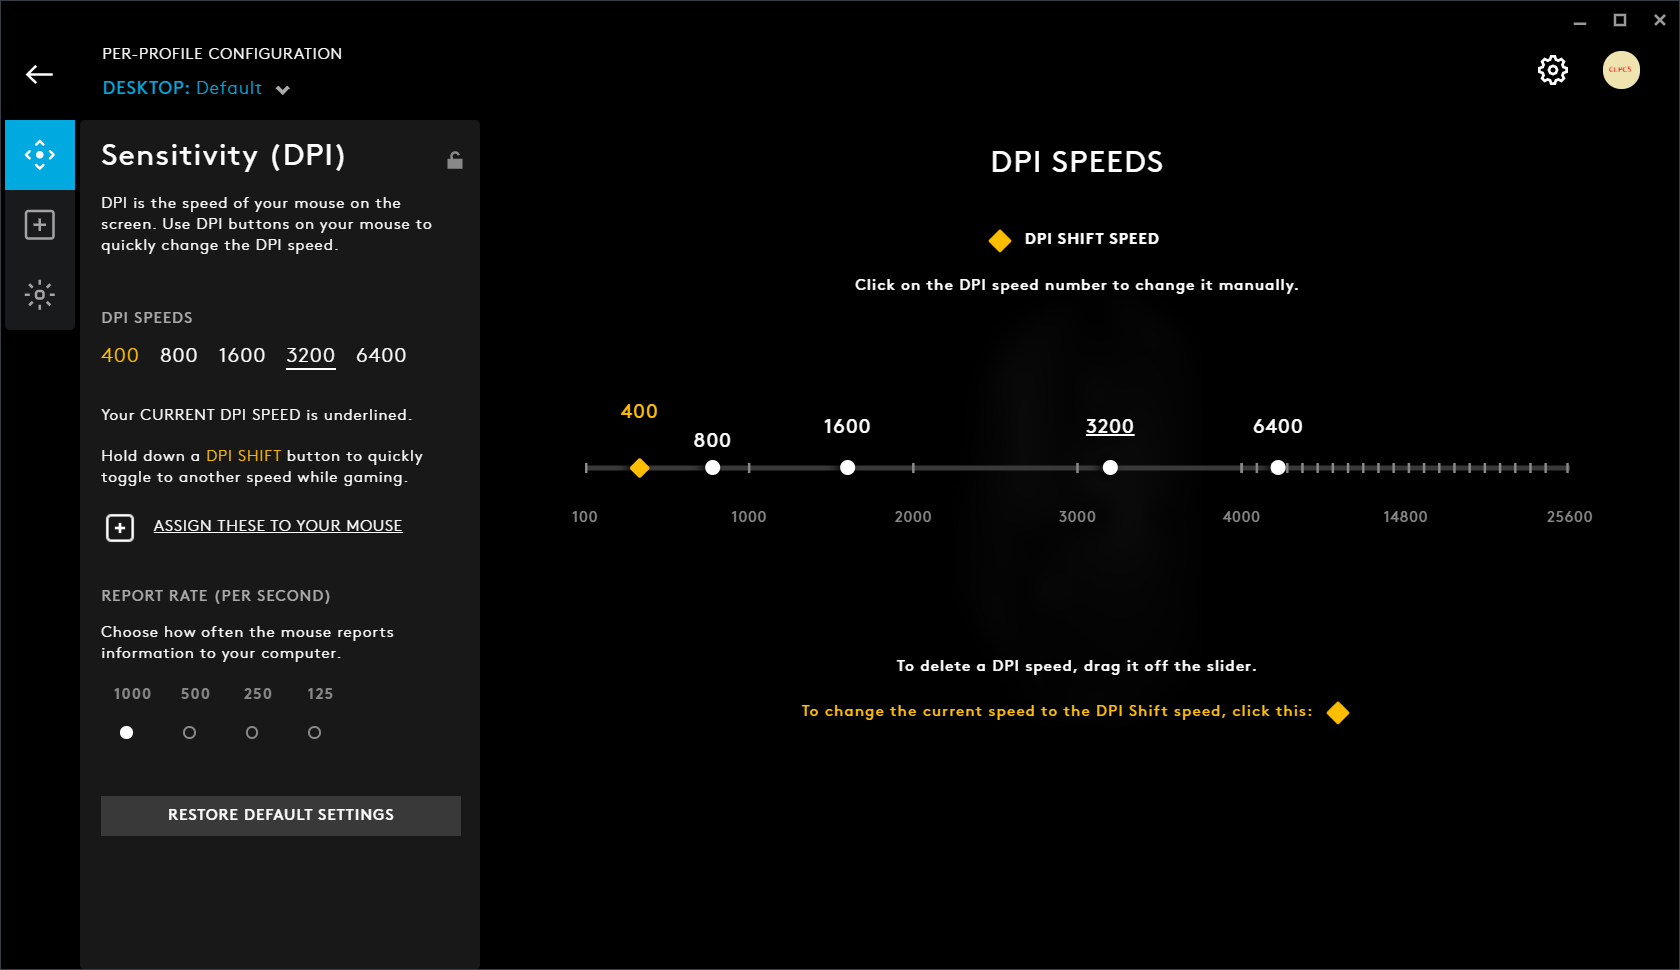 PER-PROFILE CONFIGURATION
DESKTOP: Default
CLPCS
Sensitivity (DPI)
DPI is the speed of your mouse on the
screen. Use DPI buttons on your mouse to
quickly change the DPI speed.
DPI SPEEDS
400 800 1600 3200 6400
Your CURRENT DPI SPEED is underlined.
Hold down a DPI SHIFT button to quickly
toggle to another speed while gaming.
ASSIGN THESE TO YOUR MOUSE
REPORT RATE (PER SECOND)
Choose how often the mouse reports
information to your computer.
1000 500 250 125
RESTORE DEFAULT SETTINGS
DPI SPEEDS
DPI SHIFT SPEED
Click on the DPI speed number to change it manually.
400 800 1600 3200 6400
100 1000 2000 3000 4000 14800 25600
To delete a DPI speed, drag it off the slider.
To change the current speed to the DPI Shift speed, click this: